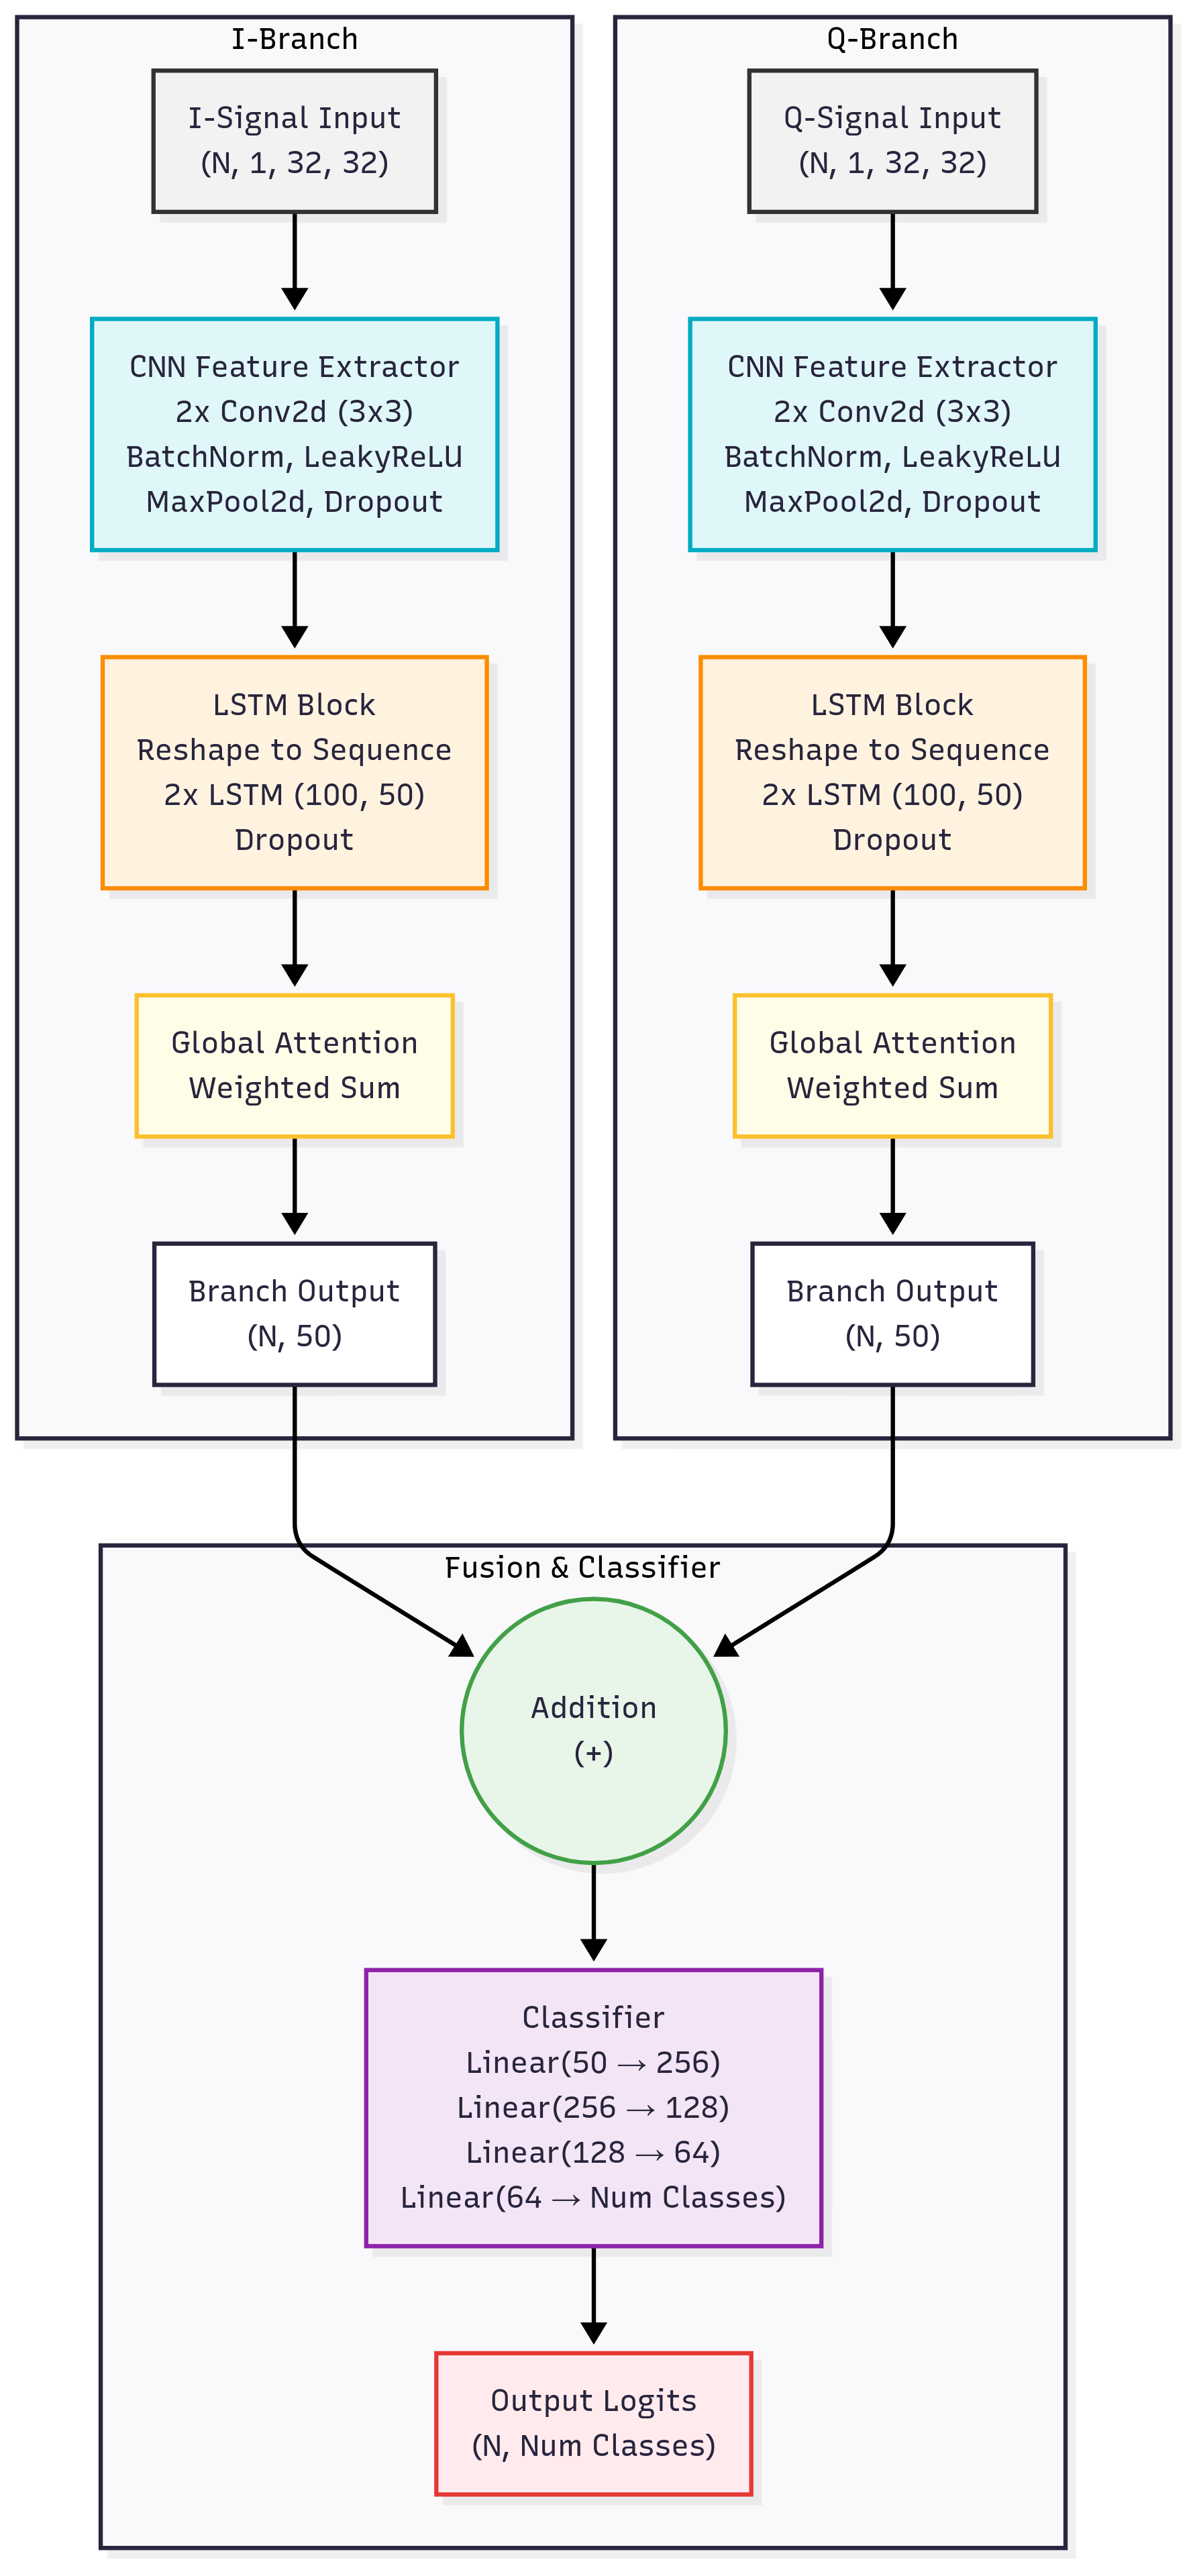 I-Branch
I-Signal Input
(N, 1, 32, 32)
CNN Feature Extractor
2x Conv2d (3x3)
BatchNorm, LeakyReLU
MaxPool2d, Dropout
LSTM Block
Reshape to Sequence
2x LSTM (100, 50)
Dropout
Global Attention
Weighted Sum
Branch Output
(N, 50)
Q-Branch
Q-Signal Input
(N, 1, 32, 32)
CNN Feature Extractor
2x Conv2d (3x3)
BatchNorm, LeakyReLU
MaxPool2d, Dropout
LSTM Block
Reshape to Sequence
2x LSTM (100, 50)
Dropout
Global Attention
Weighted Sum
Branch Output
(N, 50)
Fusion & Classifier
Addition
(+)
Classifier
Linear(50 → 256)
Linear(256 → 128)
Linear(128 → 64)
Linear(64 → Num Classes)
Output Logits
(N, Num Classes)